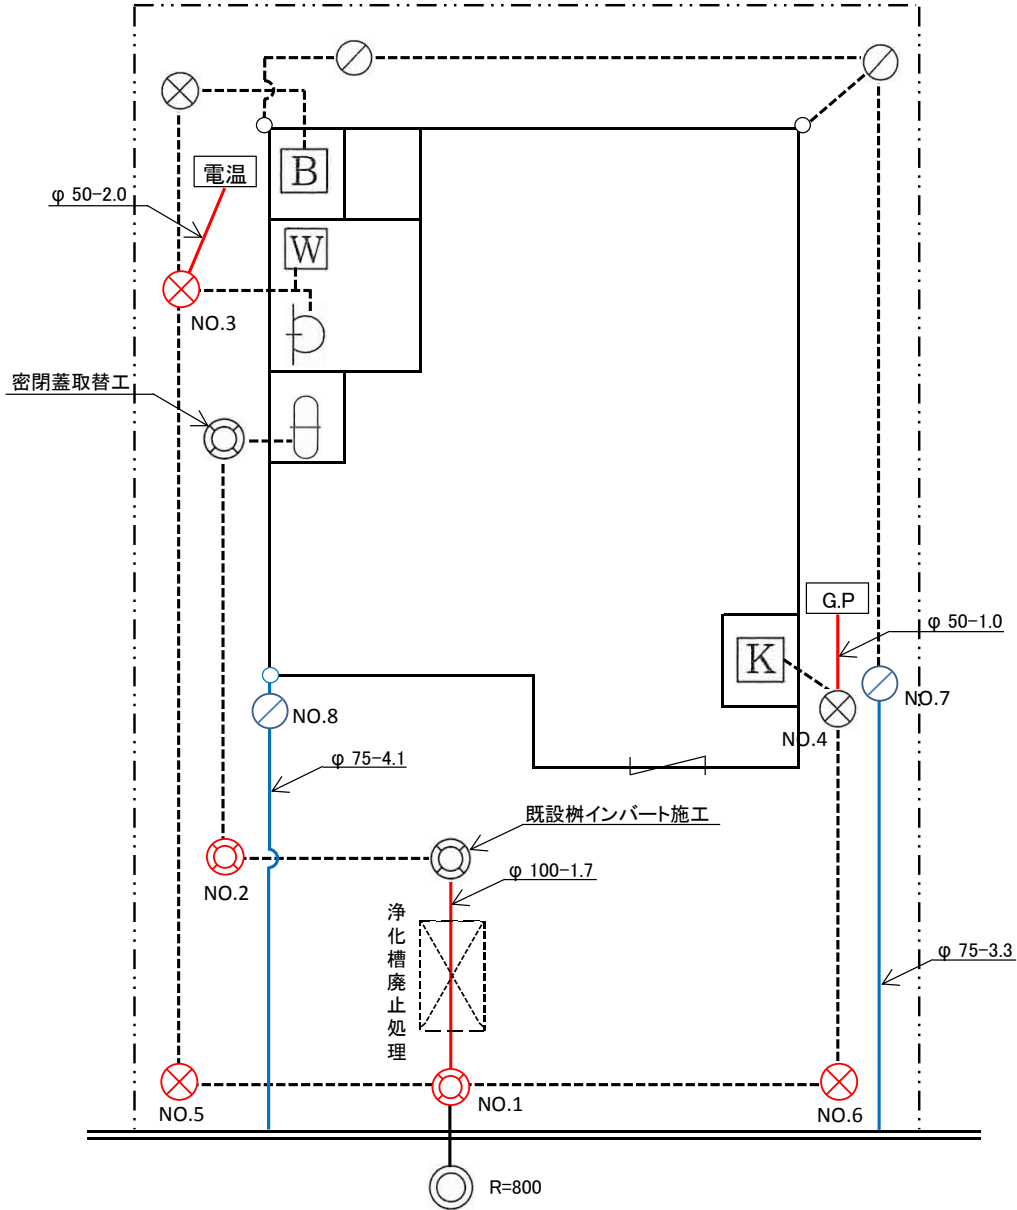 B
電温
φ 50-2.0
W
NO.3
密閉蓋取替工
G.P
φ 50-1.0
K
NO.7
NO.8
NO.4
φ 75-4.1
既設桝インバート施工
φ 100-1.7
NO.2
浄化槽廃止処理
φ 75-3.3
NO.5
NO.1
NO.6
R=800